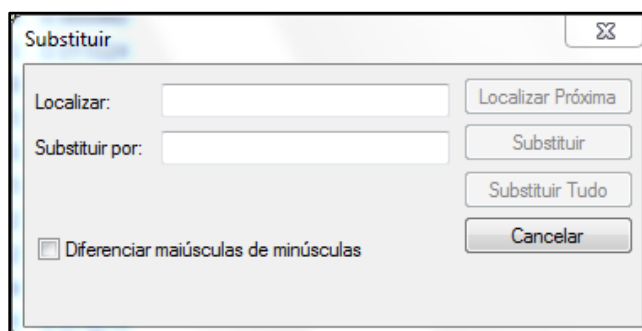 Substituir
Localizar:
Localizar Próxima
Substituir por:
Substituir
Substituir Tudo
Diferenciar maiúsculas de minúsculas
Cancelar